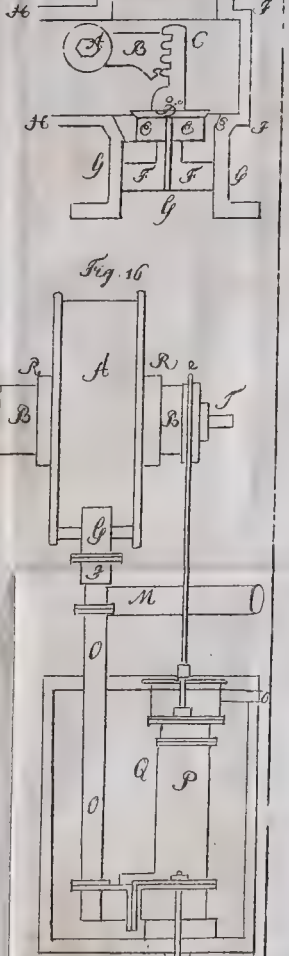 H F
A B C
D
H E E E F
G F F G
G
Fig. 16
A
R R e
B B T
G
F
M
O
Q P
O